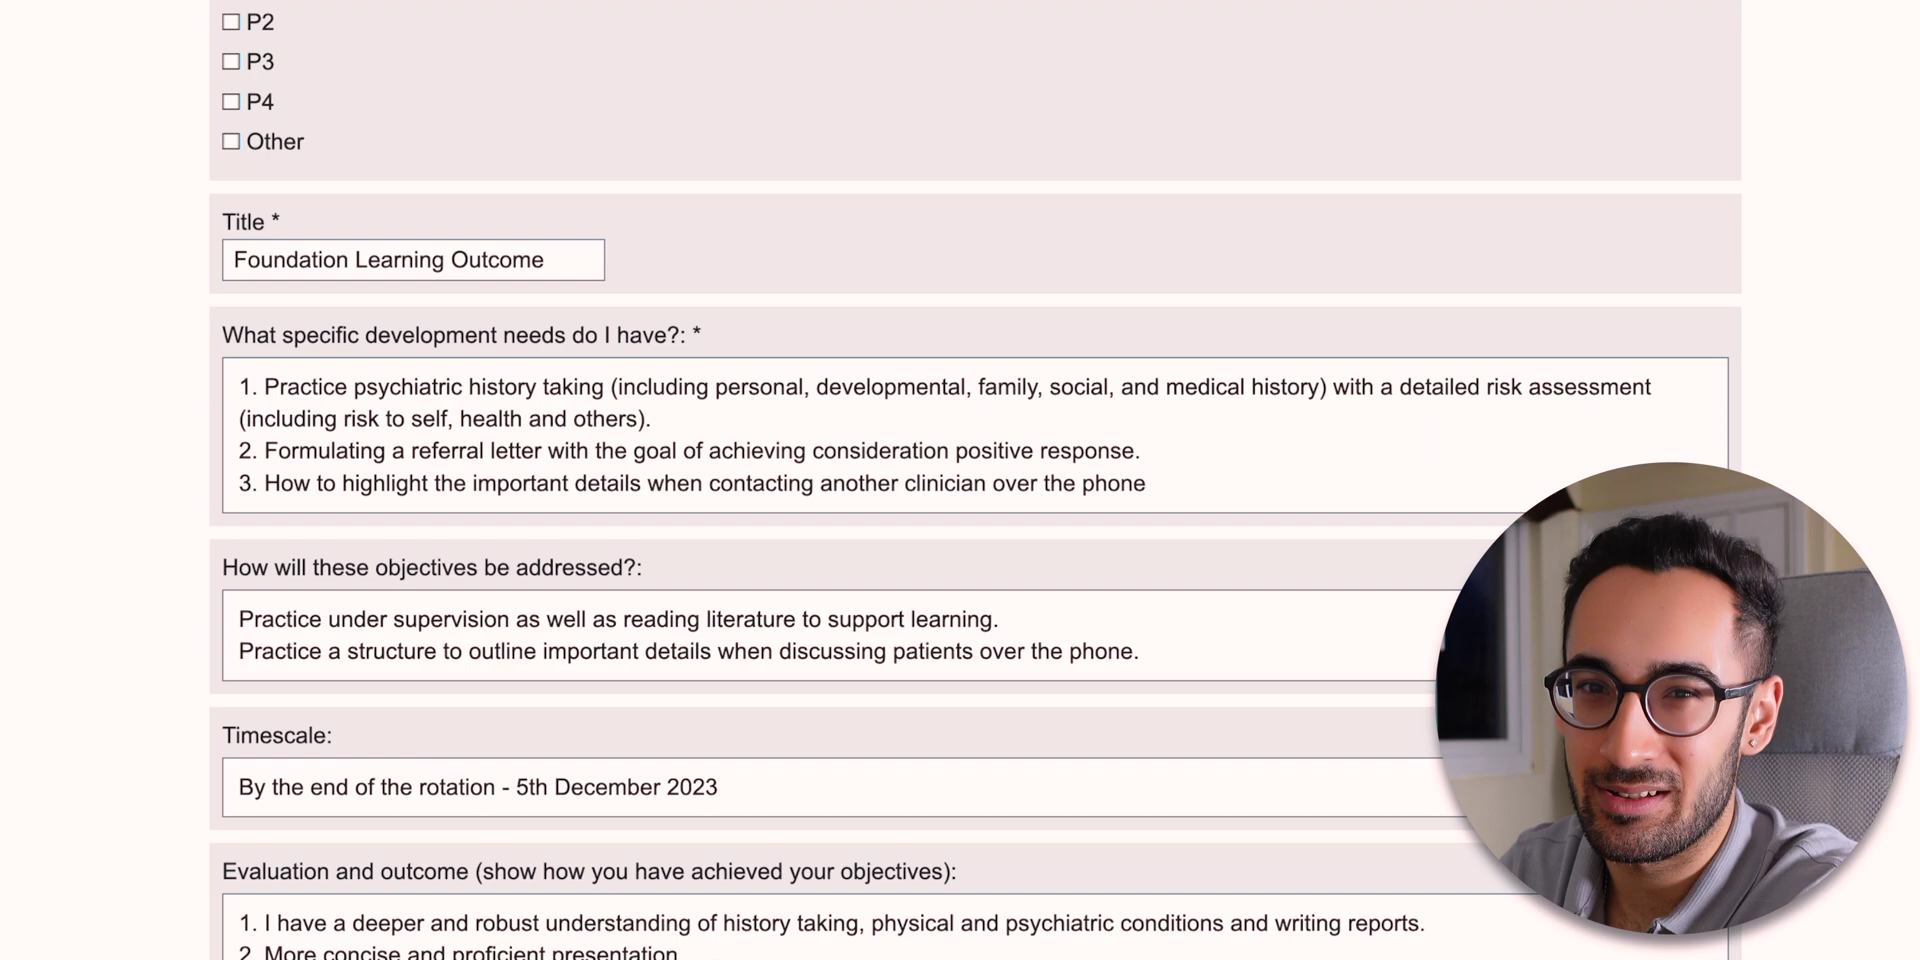 P2
P3
P4
Other
Title *
Foundation Learning Outcome
What specific development needs do I have?: *
1. Practice psychiatric history taking (including personal, developmental, family, social, and medical history) with a detailed risk assessment
(including risk to self, health and others).
2. Formulating a referral letter with the goal of achieving consideration positive response.
3. How to highlight the important details when contacting another clinician over the phone
How will these objectives be addressed?:
Practice under supervision as well as reading literature to support learning.
Practice a structure to outline important details when discussing patients over the phone.
Timescale:
By the end of the rotation - 5th December 2023
Evaluation and outcome (show how you have achieved your objectives):
1. I have a deeper and robust understanding of history taking, physical and psychiatric conditions and writing reports.
2. More concise and proficient presentation